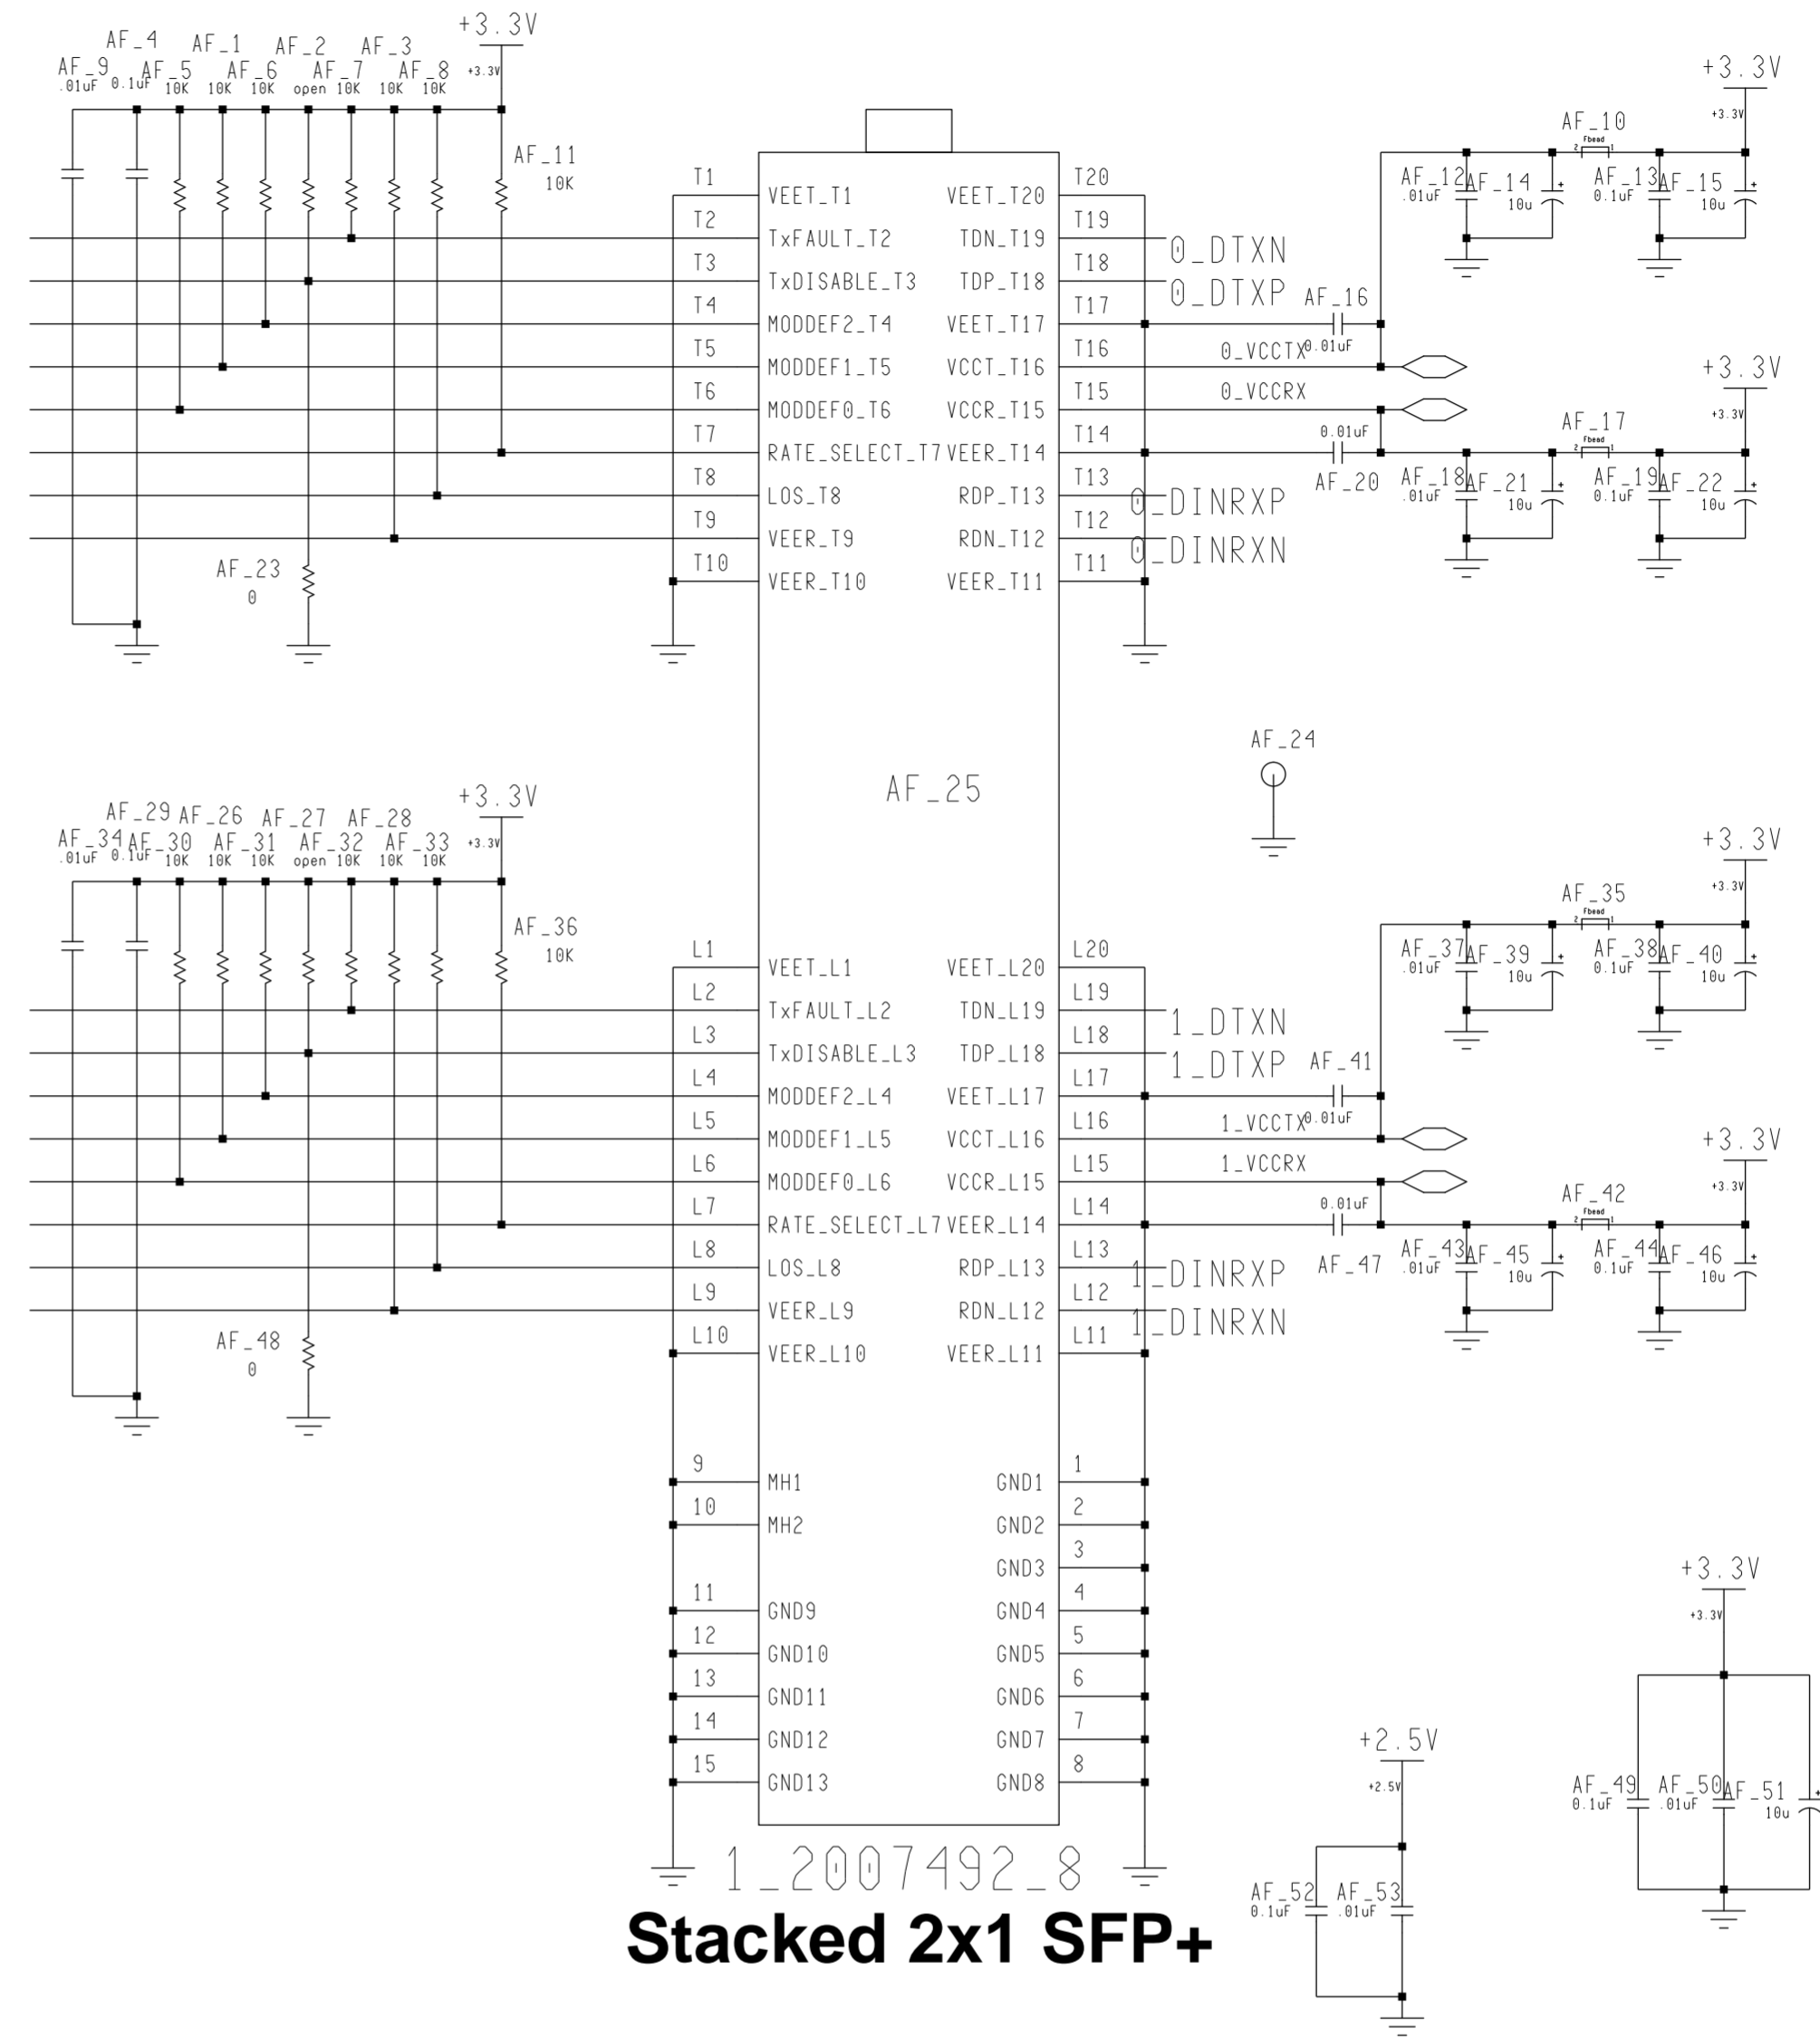 +3.3V
AF_4 AF_1 AF_2 AF_3
AF_9 AF_5 AF_6 AF_7 AF_8 +3.3V
.01uF 0.1uF 10K 10K 10K open 10K 10K 10K
AF_11
10K
AF_23
0
T1 VEET_T1
T2 TxFAULT_T2
T3 TxDISABLE_T3
T4 MODDEF2_T4
T5 MODDEF1_T5
T6 MODDEF0_T6
T7 RATE_SELECT_T7
T8 LOS_T8
T9 VEER_T9
T10 VEER_T10
VEET_T20 T20
TDN_T19 T19 0_DTXN
TDP_T18 T18 0_DTXP
VEET_T17 T17
VCCT_T16 T16 0_VCCTX
VCCR_T15 T15 0_VCCRX
VEER_T14 T14
RDP_T13 T13 0_DINRXP
RDN_T12 T12 0_DINRXN
VEER_T11 T11
AF_16
0.01uF
0.01uF
AF_20
+3.3V
+3.3V
AF_10
Fbead
2 1
AF_12 AF_14 AF_13 AF_15
.01uF 10u 0.1uF 10u
+3.3V
+3.3V
AF_17
Fbead
2 1
AF_18 AF_21 AF_19 AF_22
.01uF 10u 0.1uF 10u
AF_24
AF_25
+3.3V
AF_29 AF_26 AF_27 AF_28
AF_34 AF_30 AF_31 AF_32 AF_33 +3.3V
.01uF 0.1uF 10K 10K 10K open 10K 10K 10K
AF_36
10K
AF_48
0
L1 VEET_L1
L2 TxFAULT_L2
L3 TxDISABLE_L3
L4 MODDEF2_L4
L5 MODDEF1_L5
L6 MODDEF0_L6
L7 RATE_SELECT_L7
L8 LOS_L8
L9 VEER_L9
L10 VEER_L10
VEET_L20 L20
TDN_L19 L19 1_DTXN
TDP_L18 L18 1_DTXP
VEET_L17 L17
VCCT_L16 L16 1_VCCTX
VCCR_L15 L15 1_VCCRX
VEER_L14 L14
RDP_L13 L13 1_DINRXP
RDN_L12 L12 1_DINRXN
VEER_L11 L11
AF_41
0.01uF
0.01uF
AF_47
+3.3V
+3.3V
AF_35
Fbead
2 1
AF_37 AF_39 AF_38 AF_40
.01uF 10u 0.1uF 10u
+3.3V
+3.3V
AF_42
Fbead
2 1
AF_43 AF_45 AF_44 AF_46
.01uF 10u 0.1uF 10u
9 MH1
10 MH2
11 GND9
12 GND10
13 GND11
14 GND12
15 GND13
GND1 1
GND2 2
GND3 3
GND4 4
GND5 5
GND6 6
GND7 7
GND8 8
+3.3V
+3.3V
AF_49 AF_50 AF_51
0.1uF .01uF 10u
+2.5V
+2.5V
AF_52 AF_53
0.1uF .01uF
1_2007492_8
Stacked 2x1 SFP+